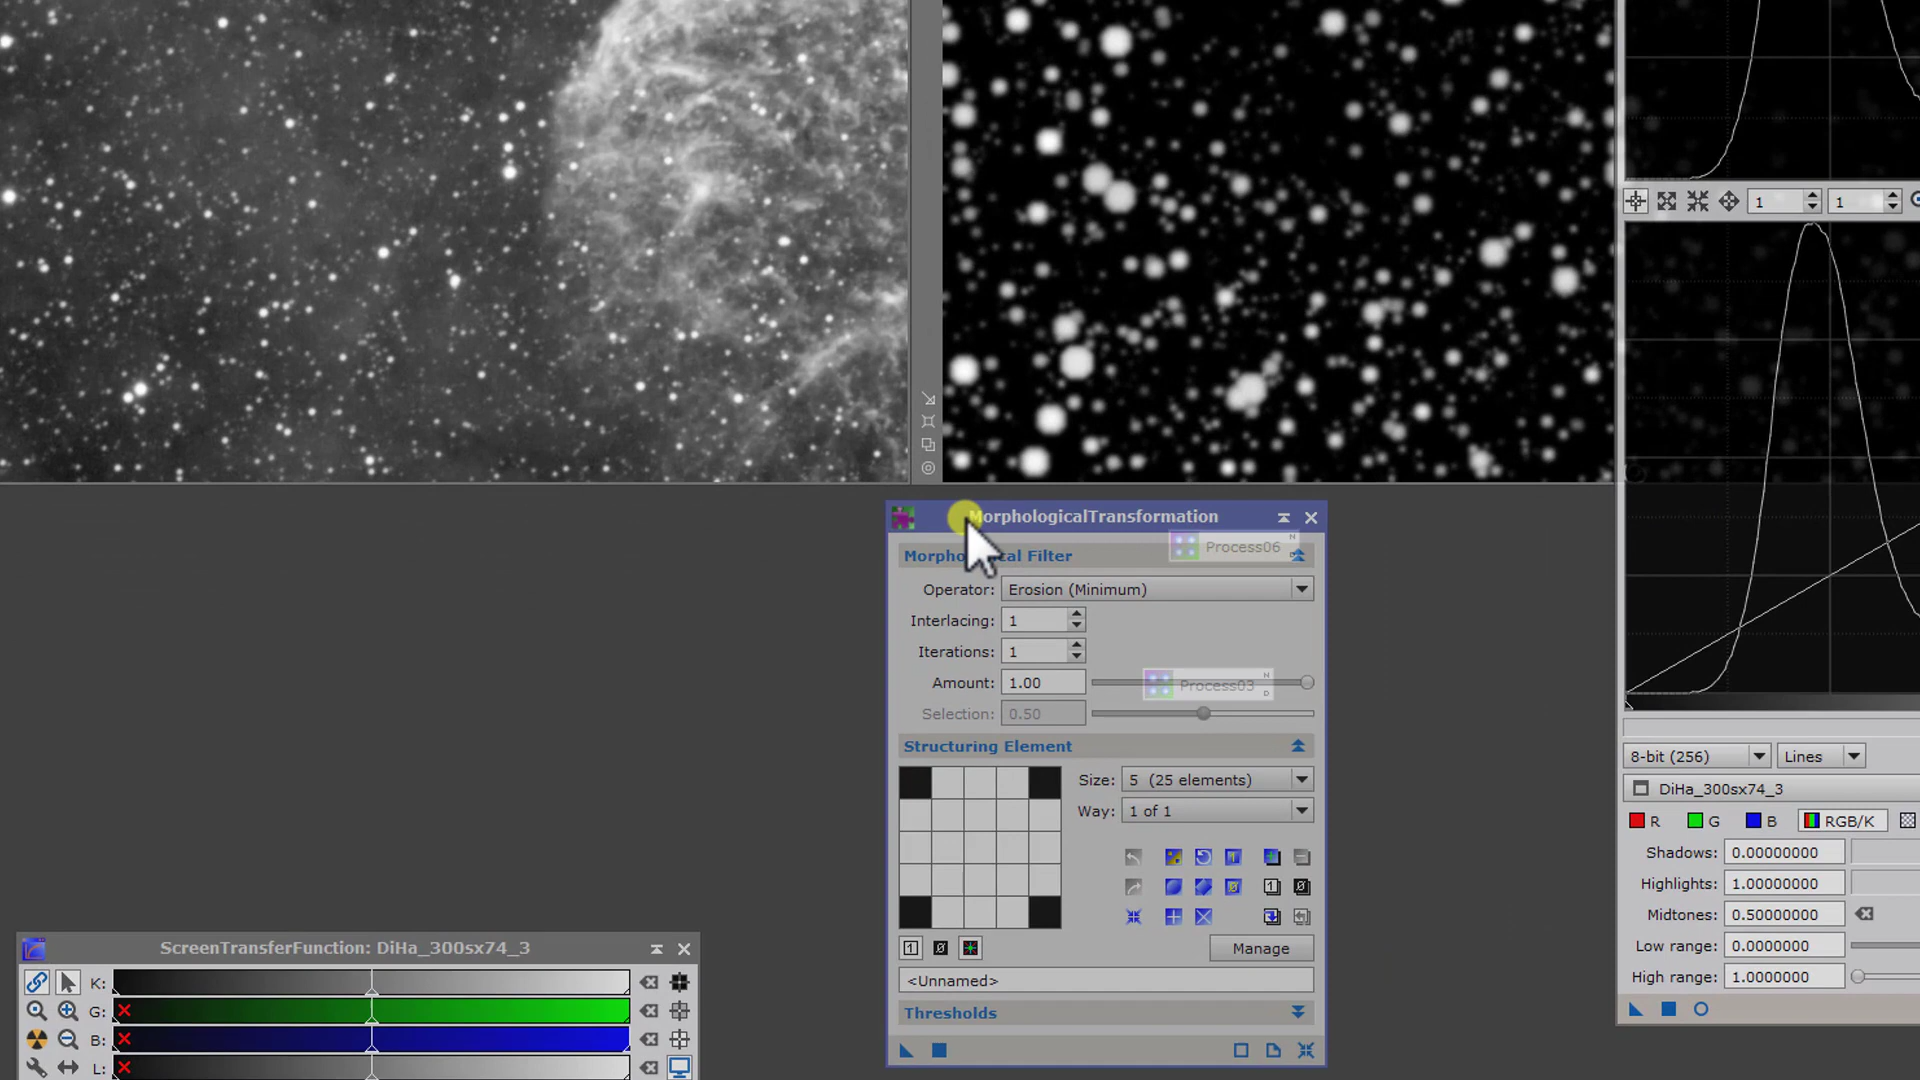 1
1
MorphologicalTransformation
Process06
N
Morphological Filter
Operator: Erosion (Minimum)
Interlacing: 1
Iterations: 1
Amount: 1.00
Process03
N
D
Selection: 0.50
Structuring Element
Size: 5 (25 elements)
Way: 1 of 1
Manage
<Unnamed>
Thresholds
ScreenTransferFunction: DiHa_300sx74_3
K:
G:
B:
L:
8-bit (256)
Lines
DiHa_300sx74_3
R
G
B
RGB/K
Shadows: 0.00000000
Highlights: 1.00000000
Midtones: 0.50000000
Low range: 0.0000000
High range: 1.0000000